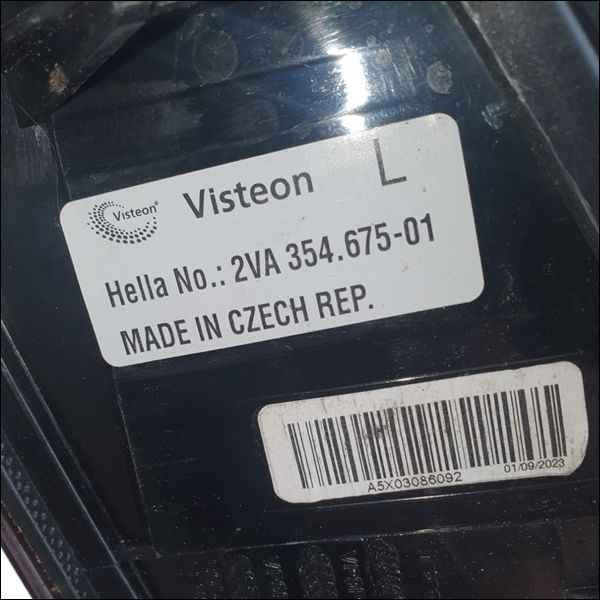 Visteon®
Visteon L
Hella No.: 2VA 354.675-01
MADE IN CZECH REP.
A5X03086092 01/09/2023